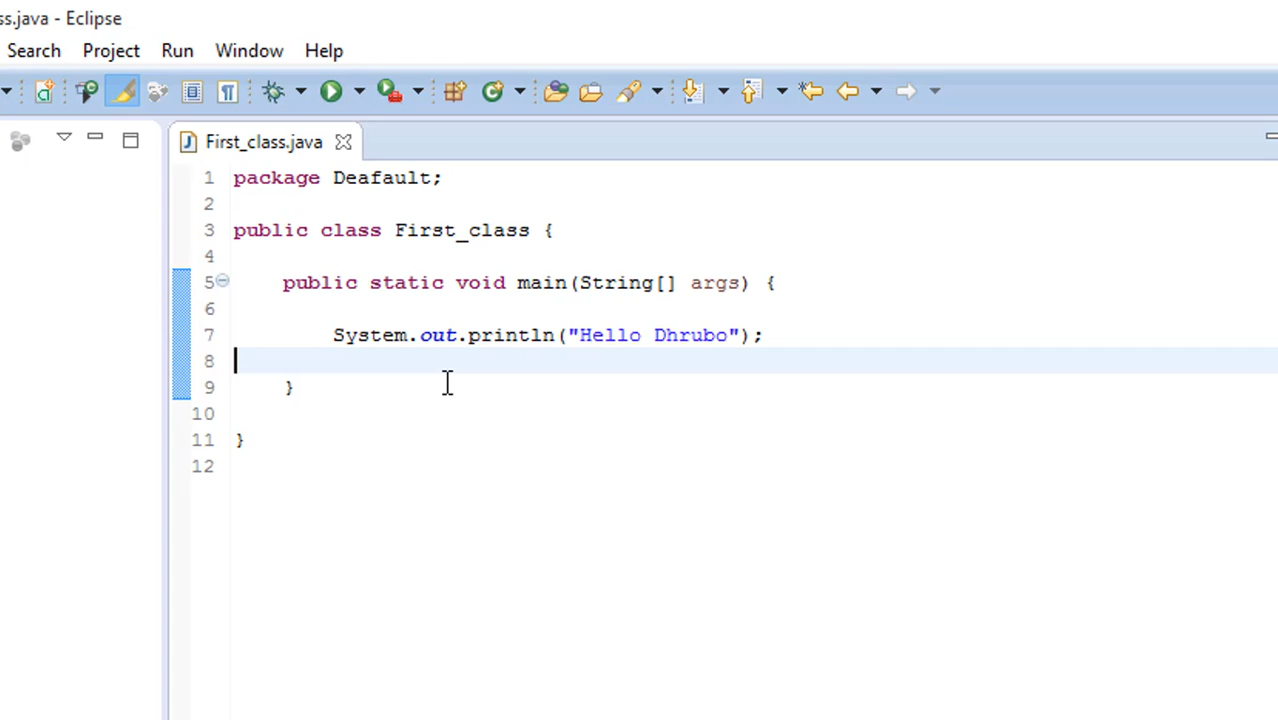 ss.java - Eclipse
Search Project Run Window Help
First_class.java
1 package Deafault;
2
3 public class First_class {
4
5 public static void main(String[] args) {
6
7 System.out.println("Hello Dhrubo");
8
9 }
10
11 }
12